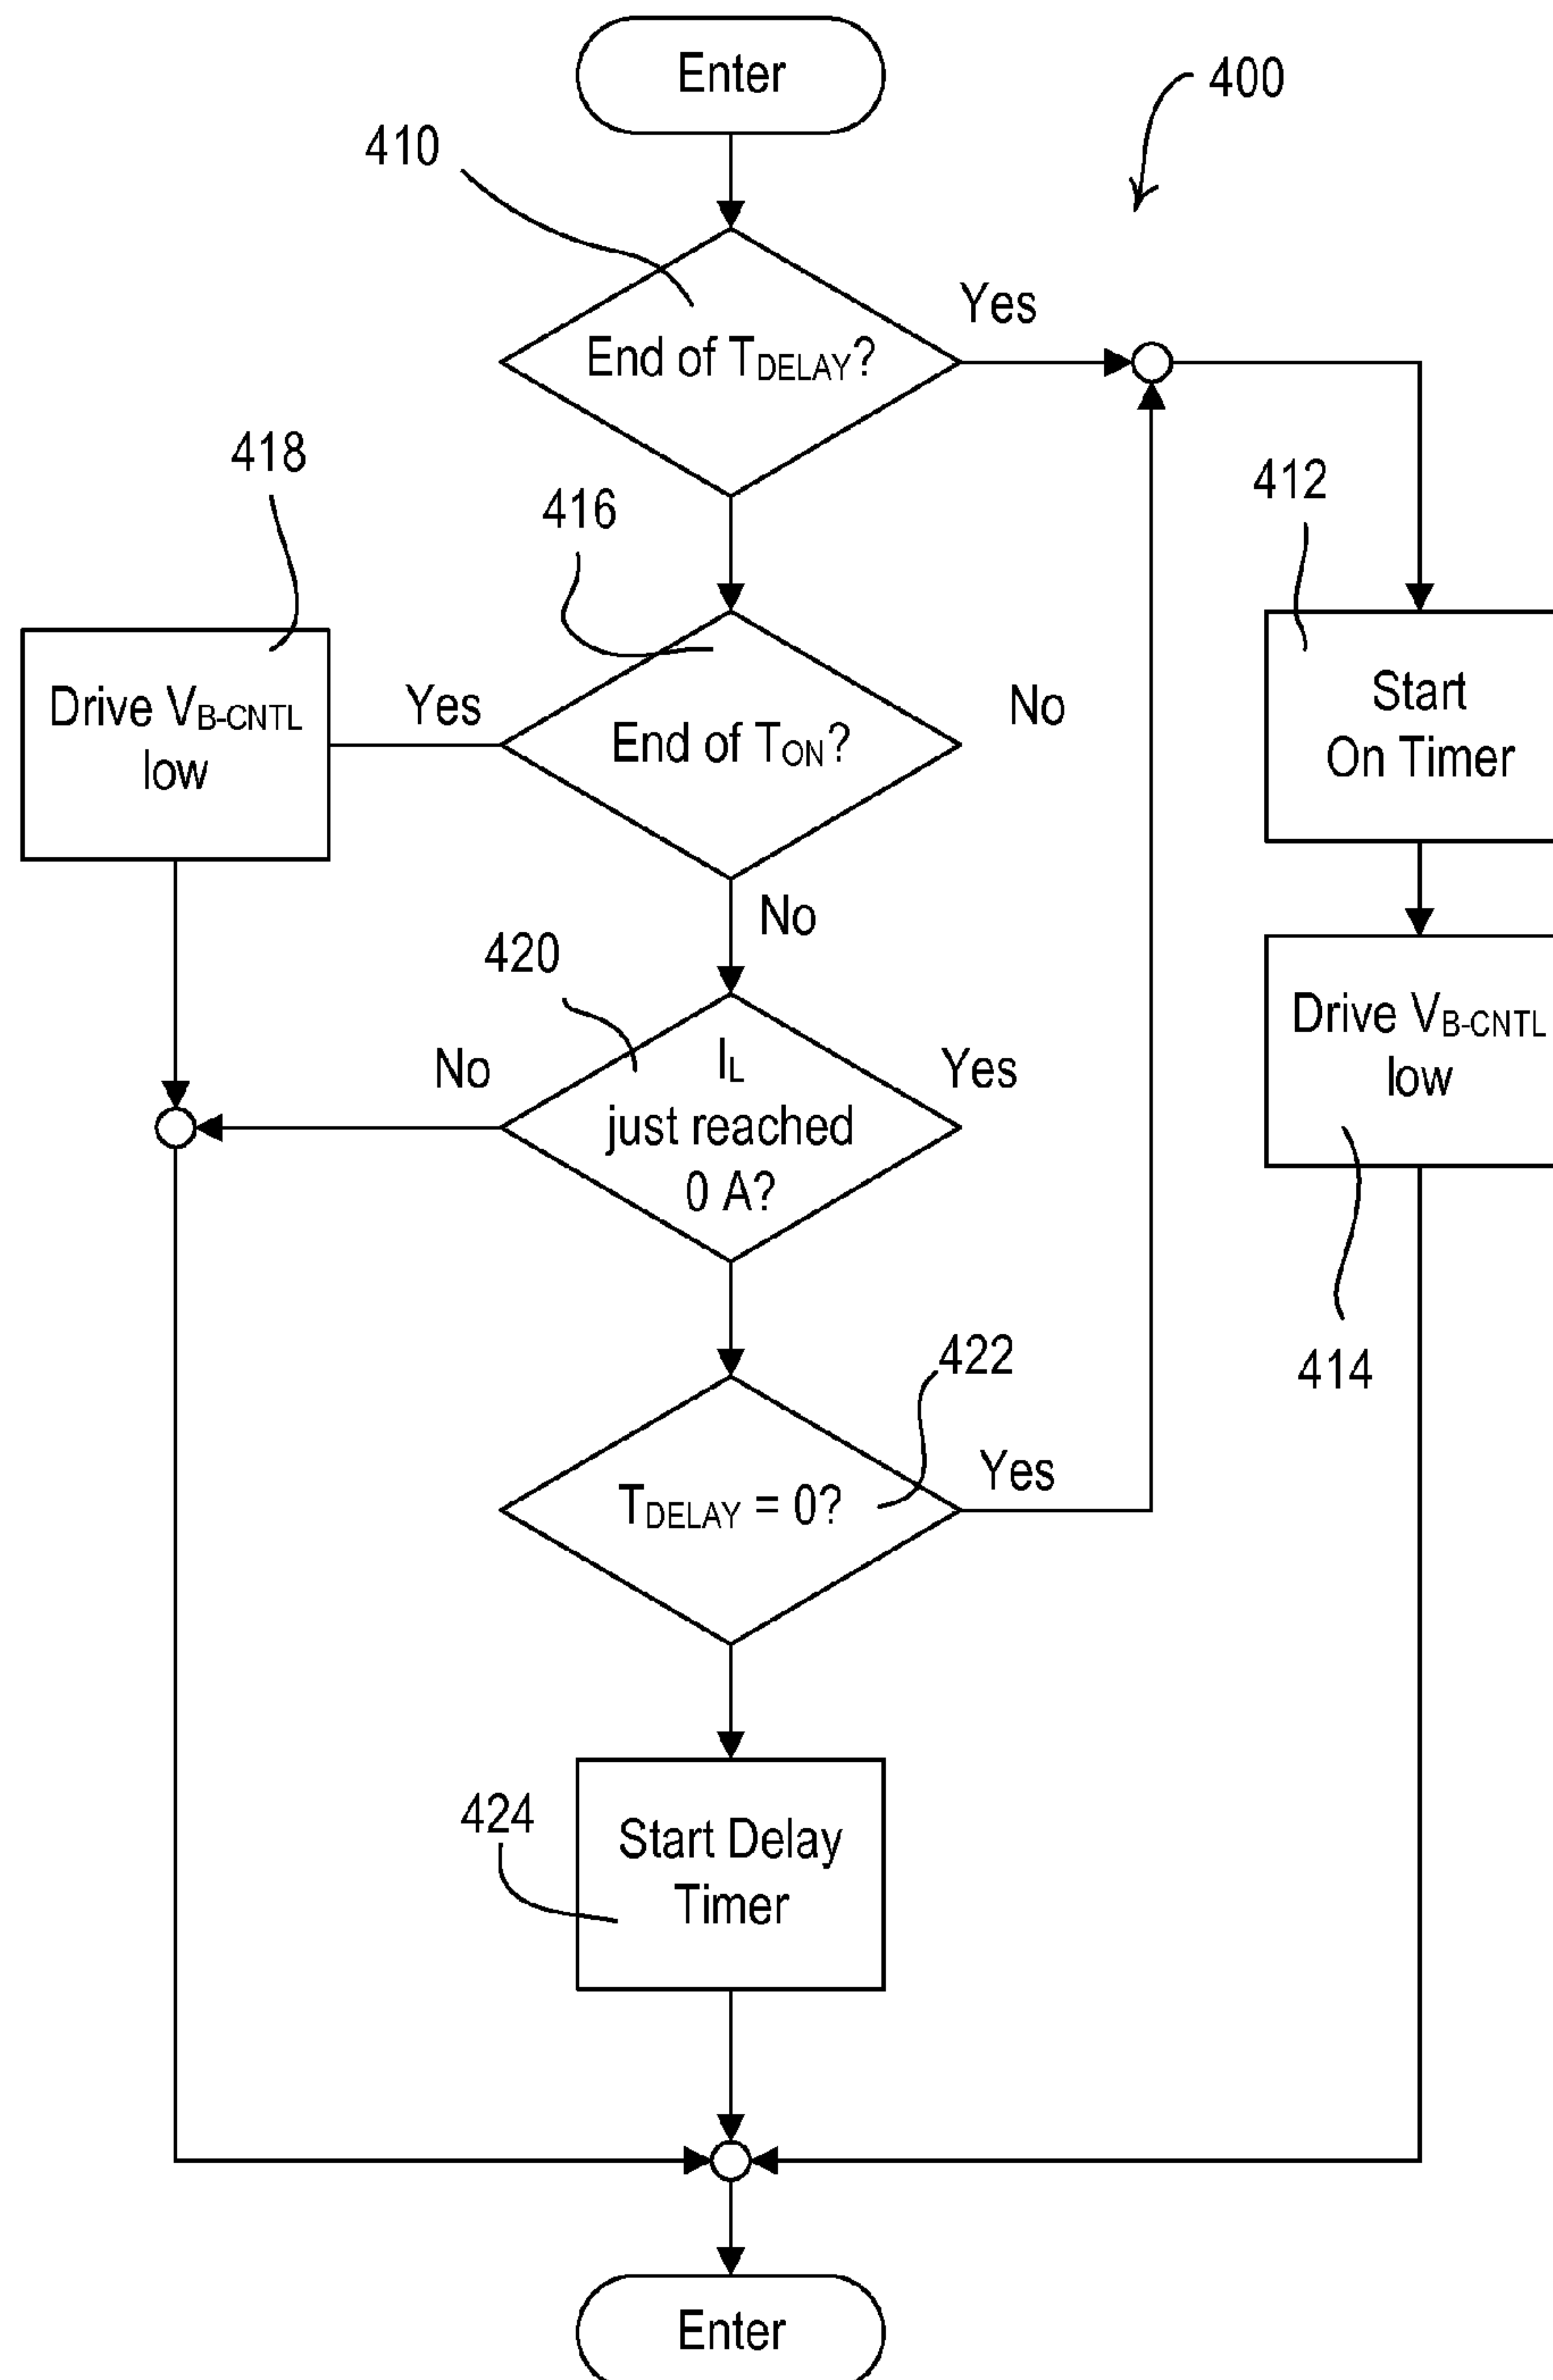 Enter
400
410
Yes
End of TDELAY?
418
416
412
Drive VB-CNTL
low
Yes
End of TON?
No
Start
On Timer
No
420
Drive VB-CNTL
low
No
IL
just reached
0 A?
Yes
422
414
TDELAY = 0?
Yes
424
Start Delay
Timer
Enter